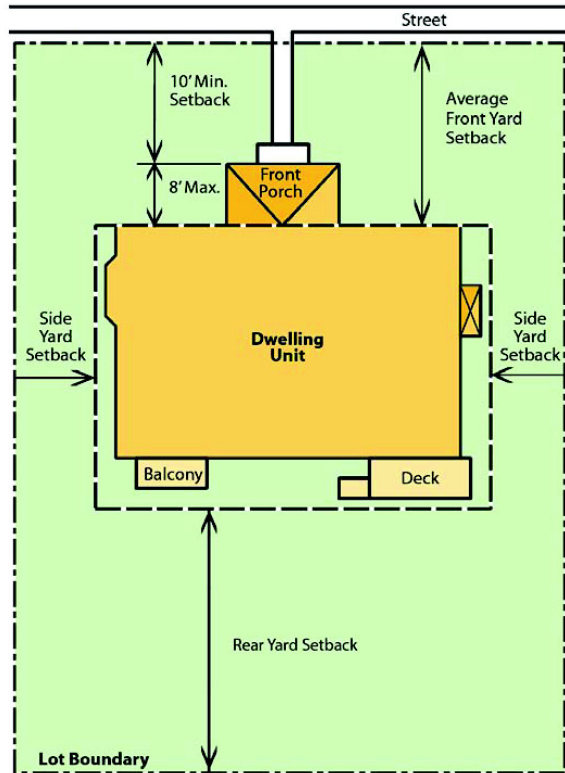 Street
10' Min.
Setback
Average
Front Yard
Setback
8' Max.
Front
Porch
Side
Yard
Setback
Dwelling
Unit
Side
Yard
Setback
Balcony
Deck
Rear Yard Setback
Lot Boundary